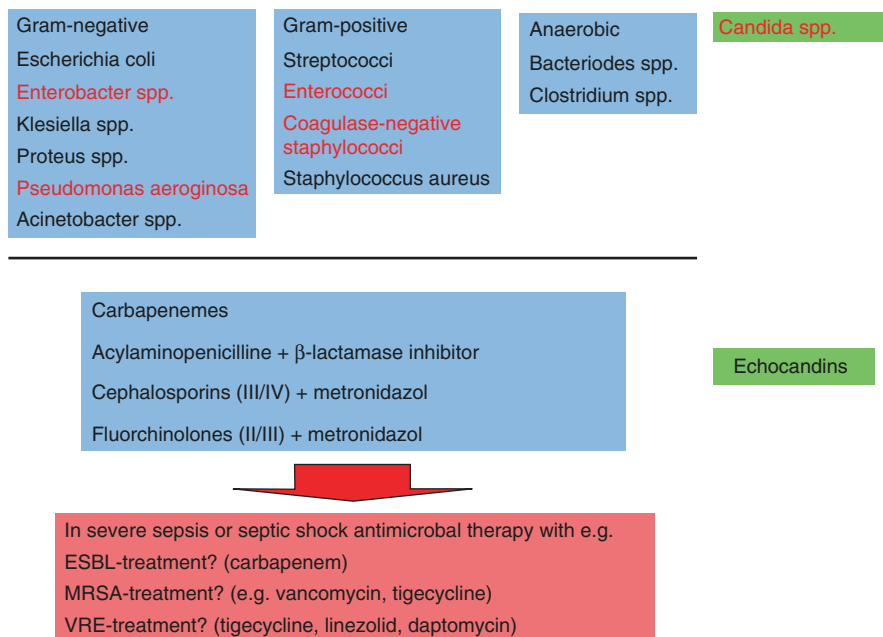 Gram-negative
Escherichia coli
Enterobacter spp.
Klesiella spp.
Proteus spp.
Pseudomonas aeroginosa
Acinetobacter spp.
Gram-positive
Streptococci
Enterococci
Coagulase-negative
staphylococci
Staphylococcus aureus
Anaerobic
Bacteriodes spp.
Clostridium spp.
Candida spp.
Carbapenemes
Acylaminopenicilline + β-lactamase inhibitor
Cephalosporins (III/IV) + metronidazol
Fluorchinolones (II/III) + metronidazol
Echocandins
In severe sepsis or septic shock antimicrobial therapy with e.g.
ESBL-treatment? (carbapenem)
MRSA-treatment? (e.g. vancomycin, tigecycline)
VRE-treatment? (tigecycline, linezolid, daptomycin)